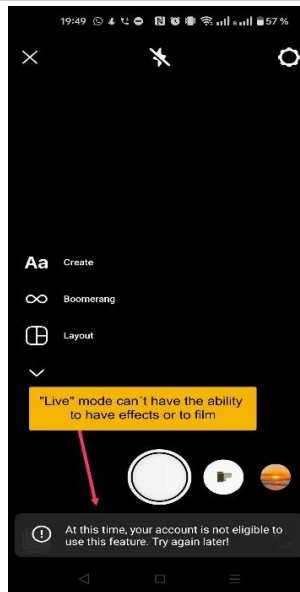 19:49 57 %
Aa Create
Boomerang
Layout
"Live" mode can´t have the ability
to have effects or to film
At this time, your account is not eligible to
use this feature. Try again later!